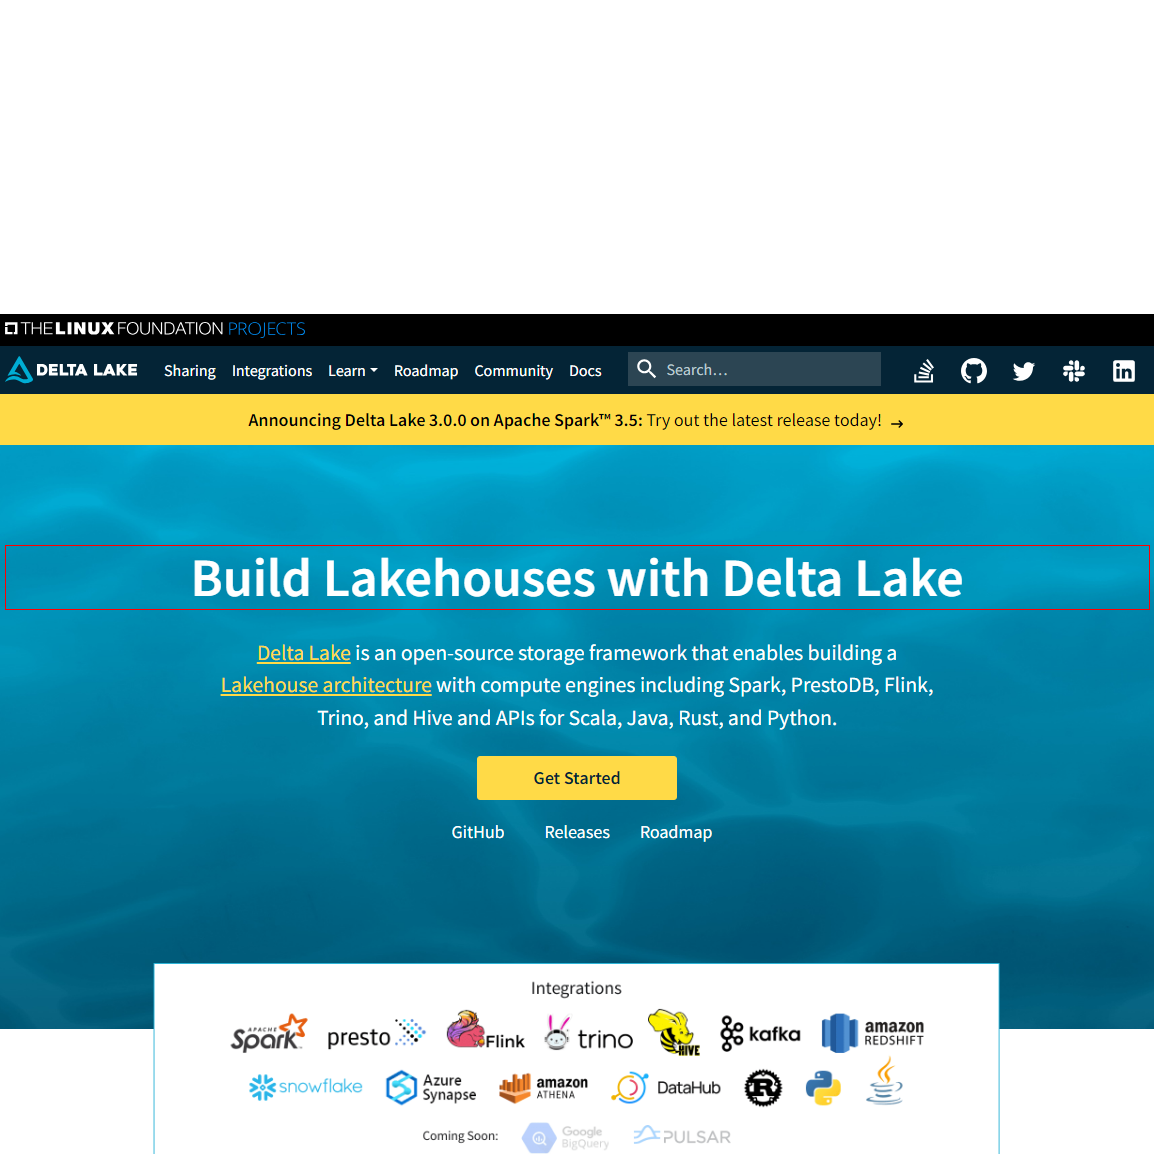 THE LINUX FOUNDATION PROJECTS
DELTA LAKE Sharing Integrations Learn Roadmap Community Docs Search...
Announcing Delta Lake 3.0.0 on Apache Spark™ 3.5: Try out the latest release today! →
Build Lakehouses with Delta Lake
Delta Lake is an open-source storage framework that enables building a
Lakehouse architecture with compute engines including Spark, PrestoDB, Flink,
Trino, and Hive and APIs for Scala, Java, Rust, and Python.
Get Started
GitHub Releases Roadmap
Integrations
APACHE Spark presto Flink trino HIVE kafka amazon REDSHIFT
snowflake Azure Synapse amazon ATHENA DataHub R
Coming Soon: Google BigQuery PULSAR